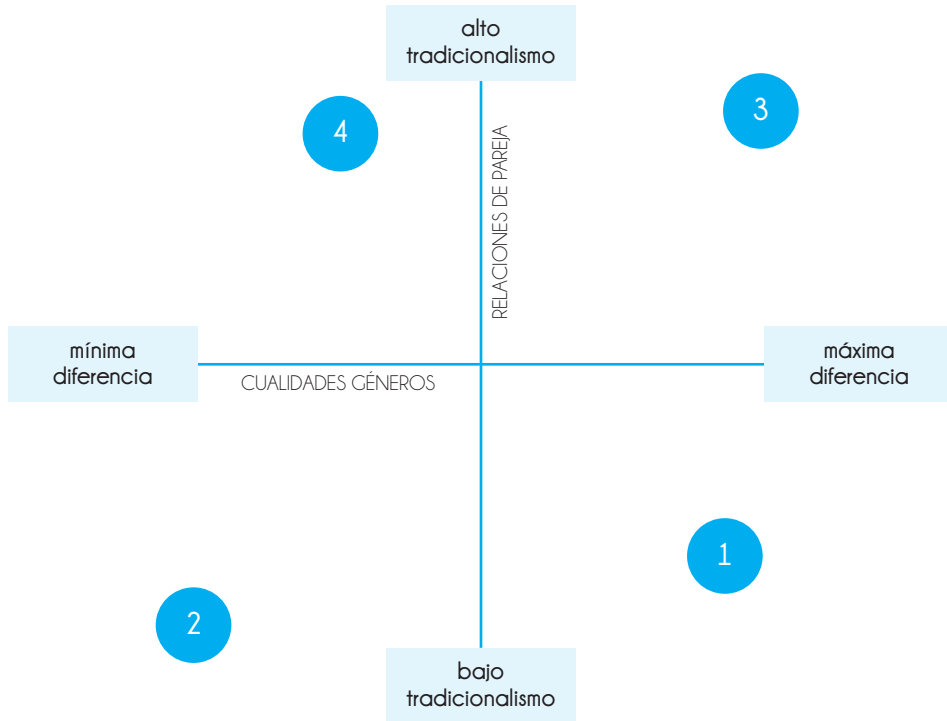 alto
tradicionalismo
4
3
RELACIONES DE PAREJA
mínima
diferencia
máxima
diferencia
CUALIDADES GÉNEROS
1
2
bajo
tradicionalismo